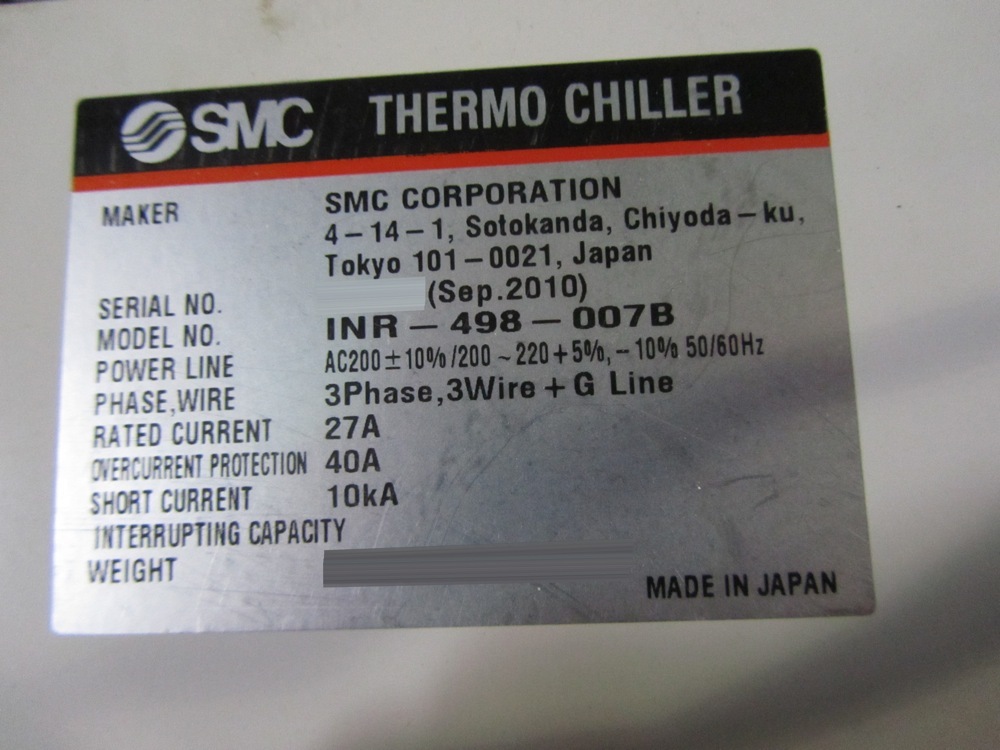 SMC THERMO CHILLER
MAKER SMC CORPORATION
4-14-1, Sotokanda, Chiyoda-ku,
Tokyo 101-0021, Japan
SERIAL NO. (Sep.2010)
MODEL NO. INR-498-007B
POWER LINE AC200±10%/200~220+5%,-10% 50/60Hz
PHASE,WIRE 3Phase,3Wire+G Line
RATED CURRENT 27A
OVERCURRENT PROTECTION 40A
SHORT CURRENT 10kA
INTERRUPTING CAPACITY
WEIGHT
MADE IN JAPAN